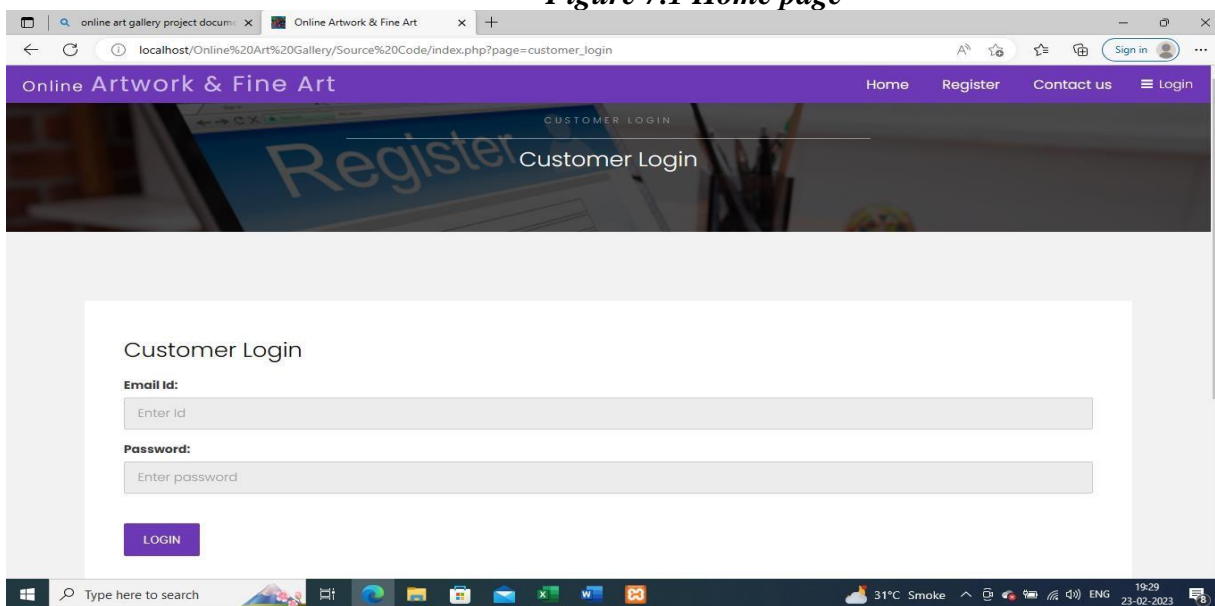 Figure 7.1 Home page
online art gallery project docum
Online Artwork & Fine Art
localhost/Online%20Art%20Gallery/Source%20Code/index.php?page=customer_login
Sign in
Online Artwork & Fine Art
Home Register Contact us Login
CUSTOMER LOGIN
Register
Customer Login
Customer Login
Email Id:
Enter Id
Password:
Enter password
LOGIN
Type here to search
31°C Smoke
ENG
19:29
23-02-2023
8